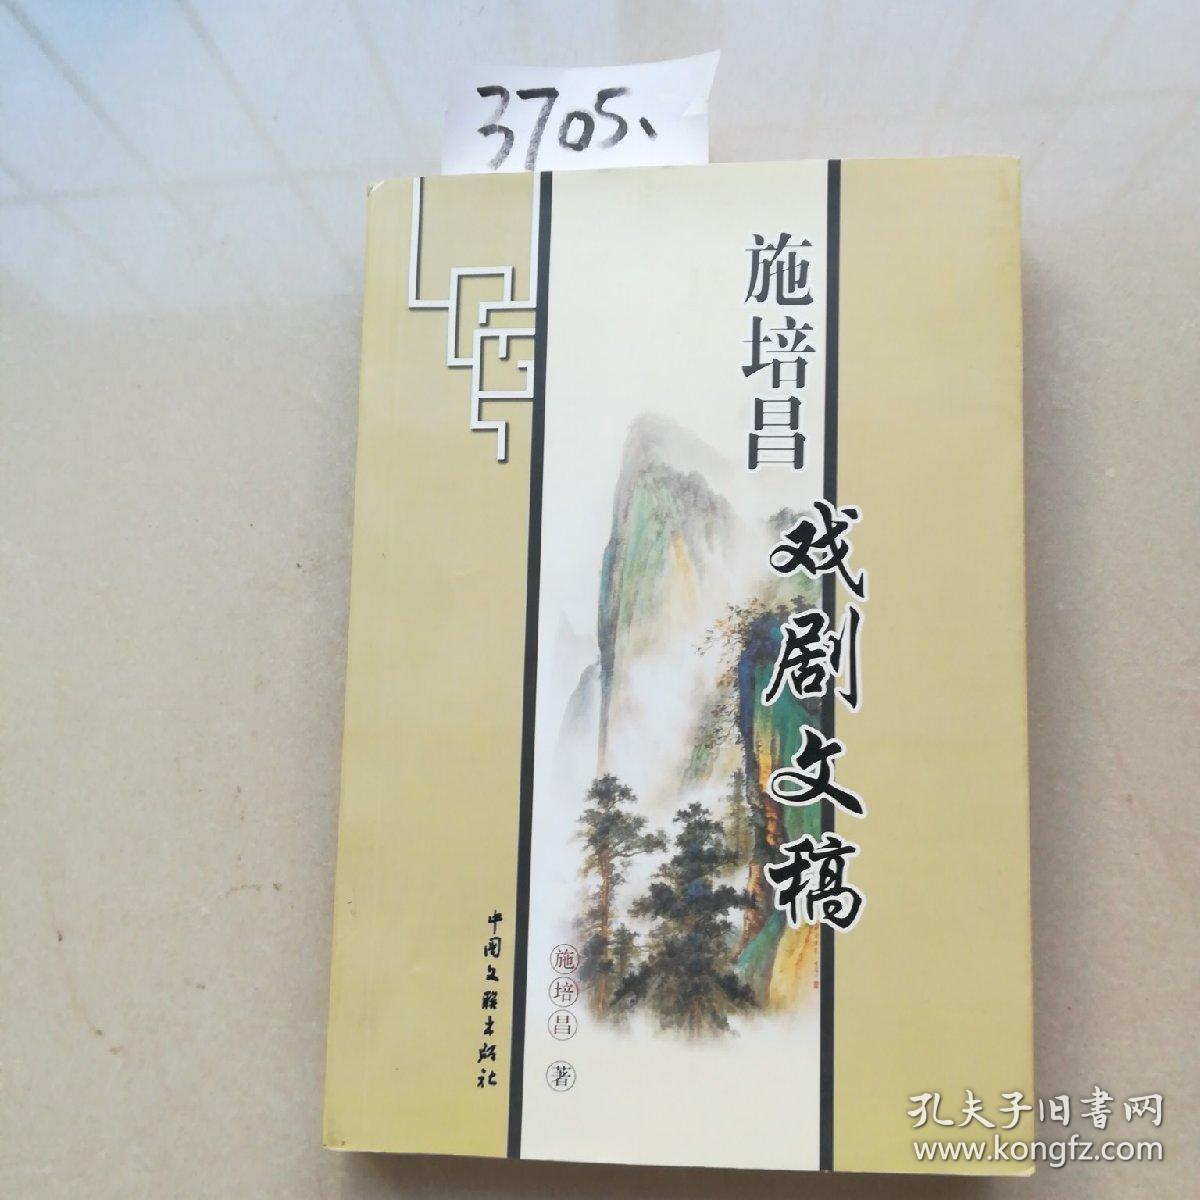 3705、
施培昌
戏剧文稿
施培昌 著
中国文联出版社
孔夫子旧书网
www.kongfz.com